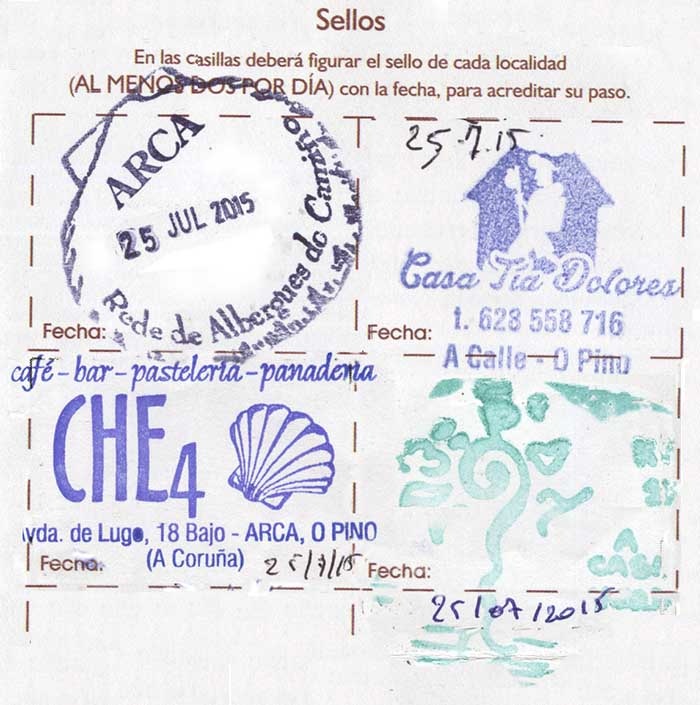 Sellos
En las casillas deberá figurar el sello de cada localidad
(AL MENOS DOS POR DÍA) con la fecha, para acreditar su paso.
ARCA
25 JUL 2015
Rede de Albergues do Camiño
Fecha:
25-7-15
Casa Tía Dolores
t. 628 558 716
A Calle - O Pino
Fecha:
café - bar - pastelería - panadería
CHE4
vda. de Lugo, 18 Bajo - ARCA, O PINO
(A Coruña)
Fecha:
25/7/15
A
Fecha:
25/07/2015